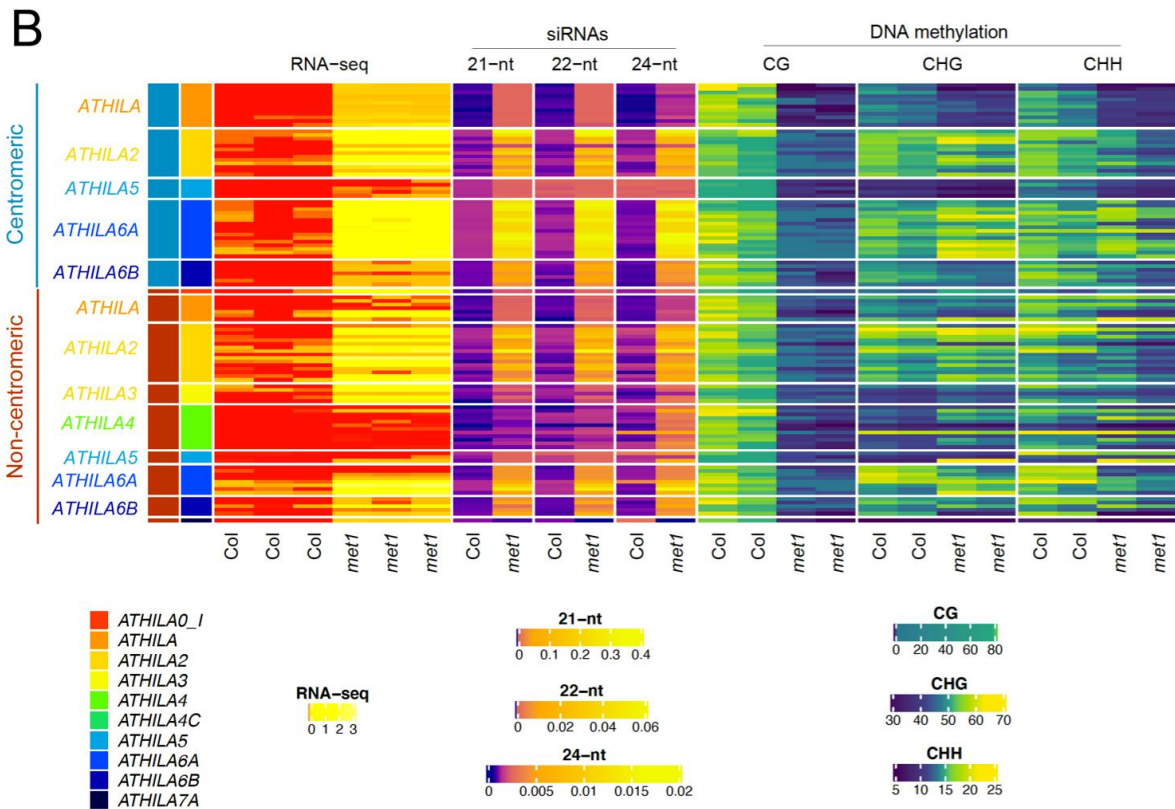 B
siRNAs
DNA methylation
RNA−seq
21−nt
22−nt
24−nt
CG
CHG
CHH
Centromeric
ATHILA
ATHILA2
ATHILA5
ATHILA6A
ATHILA6B
Non−centromeric
ATHILA
ATHILA2
ATHILA3
ATHILA4
ATHILA5
ATHILA6A
ATHILA6B
Col Col Col met1 met1 met1 Col met1 Col met1 Col met1 Col Col met1 met1 Col Col met1 met1 Col Col met1 met1
ATHILA0_I
ATHILA
ATHILA2
ATHILA3
ATHILA4
ATHILA4C
ATHILA5
ATHILA6A
ATHILA6B
ATHILA7A
RNA−seq
0 1 2 3
21−nt
0 0.1 0.2 0.3 0.4
22−nt
0 0.02 0.04 0.06
24−nt
0 0.005 0.01 0.015 0.02
CG
0 20 40 60 80
CHG
30 40 50 60 70
CHH
5 10 15 20 25